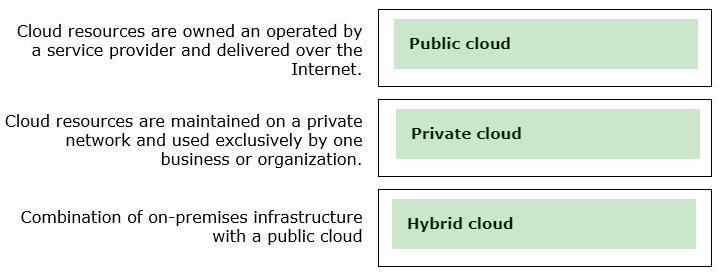 Cloud resources are owned an operated by
a service provider and delivered over the
Internet.
Public cloud
Cloud resources are maintained on a private
network and used exclusively by one
business or organization.
Private cloud
Combination of on-premises infrastructure
with a public cloud
Hybrid cloud